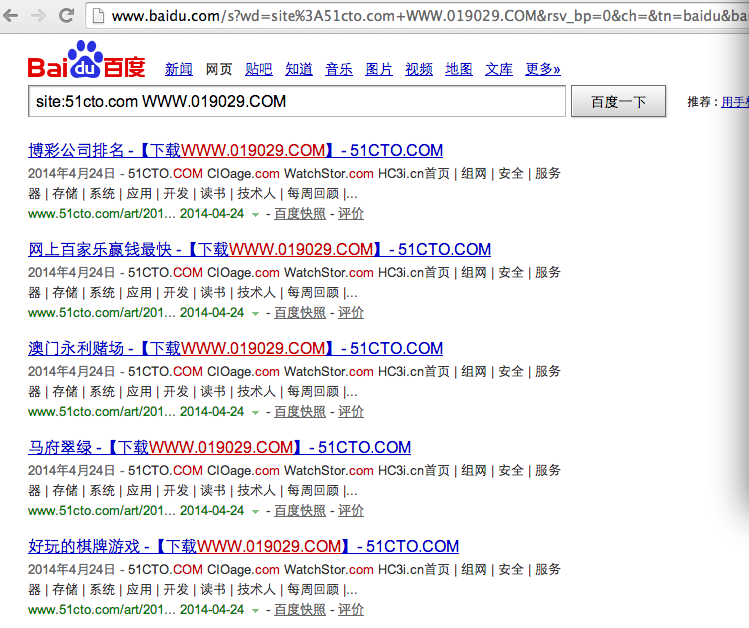 www.baidu.com/s?wd=site%3A51cto.com+WWW.019029.COM&rsv_bp=0&ch=&tn=baidu&ba
Bai du 百度 新闻 网页 贴吧 知道 音乐 图片 视频 地图 文库 更多»
site:51cto.com WWW.019029.COM 百度一下 推荐 : 用手
博彩公司排名 -【下载WWW.019029.COM】- 51CTO.COM
2014年4月24日 - 51CTO.COM CIOage.com WatchStor.com HC3i.cn首页 | 组网 | 安全 | 服务
器 | 存储 | 系统 | 应用 | 开发 | 读书 | 技术人 | 每周回顾 |...
www.51cto.com/art/201... 2014-04-24 - 百度快照 - 评价
网上百家乐赢钱最快 -【下载WWW.019029.COM】- 51CTO.COM
2014年4月24日 - 51CTO.COM CIOage.com WatchStor.com HC3i.cn首页 | 组网 | 安全 | 服务
器 | 存储 | 系统 | 应用 | 开发 | 读书 | 技术人 | 每周回顾 |...
www.51cto.com/art/201... 2014-04-24 - 百度快照 - 评价
澳门永利赌场 -【下载WWW.019029.COM】- 51CTO.COM
2014年4月24日 - 51CTO.COM CIOage.com WatchStor.com HC3i.cn首页 | 组网 | 安全 | 服务
器 | 存储 | 系统 | 应用 | 开发 | 读书 | 技术人 | 每周回顾 |...
www.51cto.com/art/201... 2014-04-24 - 百度快照 - 评价
马府翠绿 -【下载WWW.019029.COM】- 51CTO.COM
2014年4月24日 - 51CTO.COM CIOage.com WatchStor.com HC3i.cn首页 | 组网 | 安全 | 服务
器 | 存储 | 系统 | 应用 | 开发 | 读书 | 技术人 | 每周回顾 |...
www.51cto.com/art/201... 2014-04-24 - 百度快照 - 评价
好玩的棋牌游戏 -【下载WWW.019029.COM】- 51CTO.COM
2014年4月24日 - 51CTO.COM CIOage.com WatchStor.com HC3i.cn首页 | 组网 | 安全 | 服务
器 | 存储 | 系统 | 应用 | 开发 | 读书 | 技术人 | 每周回顾 |...
www.51cto.com/art/201... 2014-04-24 - 百度快照 - 评价